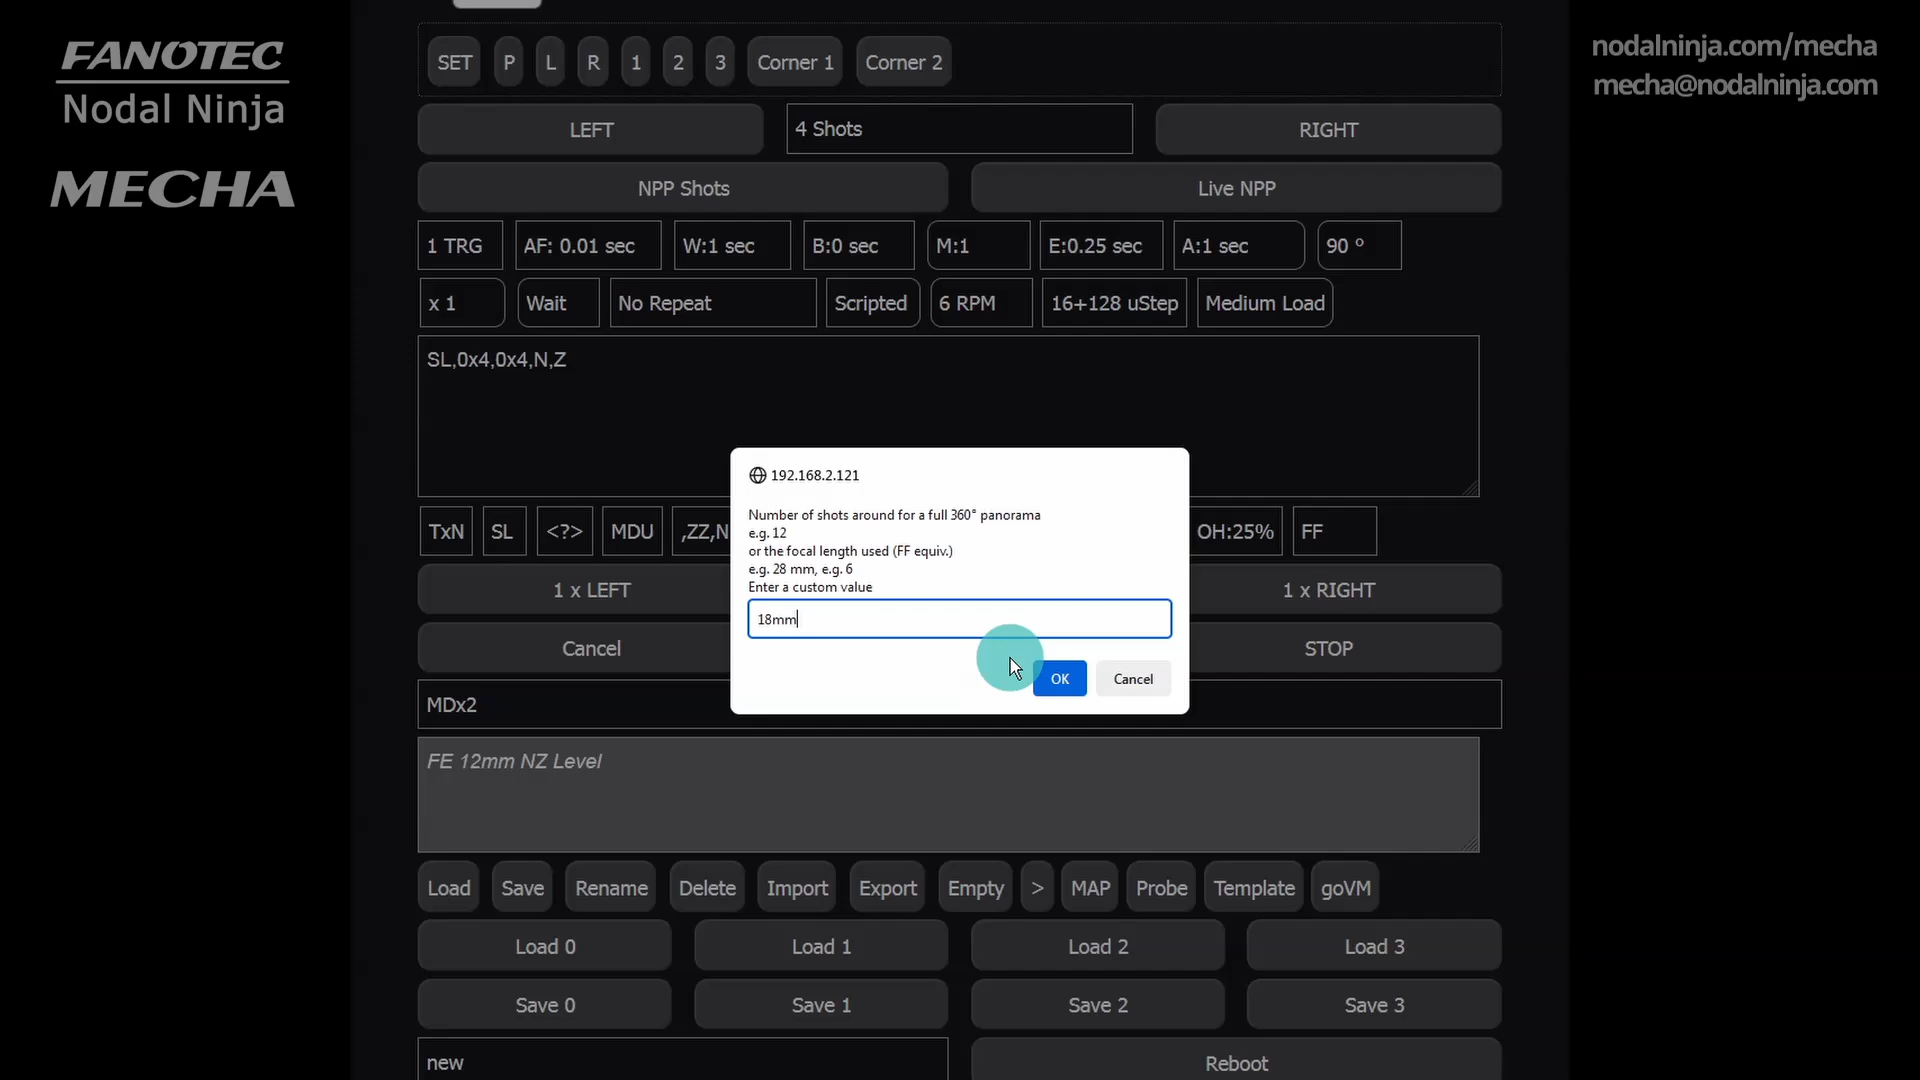 FANOTEC
Nodal Ninja
MECHA
nodalninja.com/mecha
mecha@nodalninja.com
SET P L R 1 2 3 Corner 1 Corner 2
LEFT 4 Shots RIGHT
NPP Shots Live NPP
1 TRG AF: 0.01 sec W:1 sec B:0 sec M:1 E:0.25 sec A:1 sec 90 º
x 1 Wait No Repeat Scripted 6 RPM 16+128 uStep Medium Load
SL,0x4,0x4,N,Z
192.168.2.121
Number of shots around for a full 360° panorama
e.g. 12
or the focal length used (FF equiv.)
e.g. 28 mm, e.g. 6
Enter a custom value
18mm
OK Cancel
TxN SL <?> MDU ,ZZ,N OH:25% FF
1 x LEFT 1 x RIGHT
Cancel STOP
MDx2
FE 12mm NZ Level
Load Save Rename Delete Import Export Empty > MAP Probe Template goVM
Load 0 Load 1 Load 2 Load 3
Save 0 Save 1 Save 2 Save 3
new Reboot